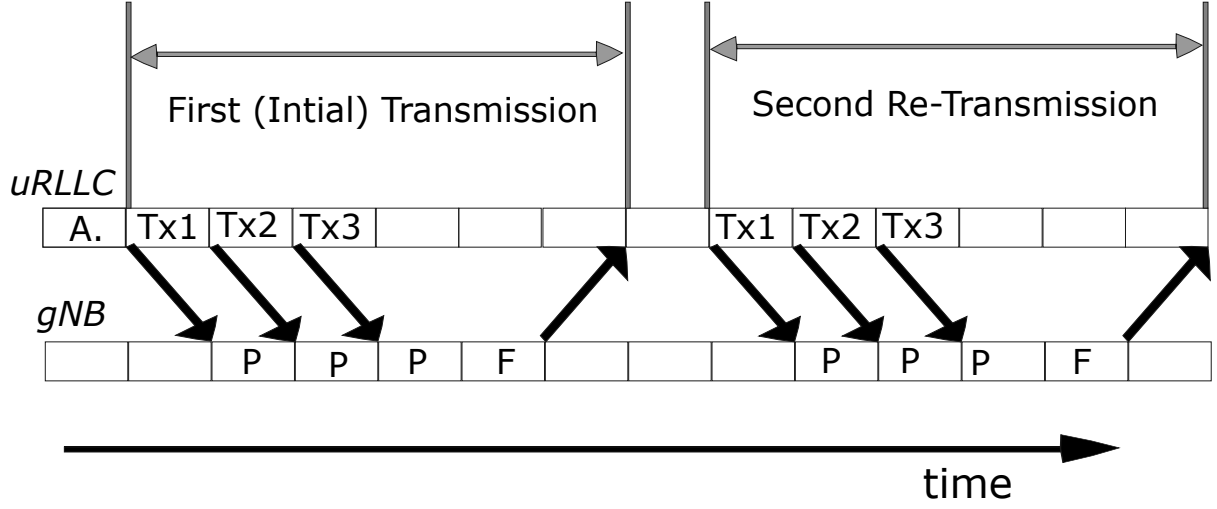 First (Intial) Transmission
Second Re-Transmission
uRLLC
A. Tx1 Tx2 Tx3 Tx1 Tx2 Tx3
gNB
P P P F P P P F
time